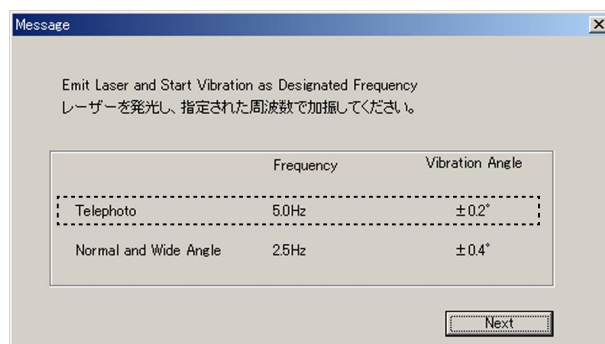 Message
Emit Laser and Start Vibration as Designated Frequency
レーザーを発光し、指定された周波数で加振してください。
Frequency Vibration Angle
Telephoto 5.0Hz ±0.2°
Normal and Wide Angle 2.5Hz ±0.4°
Next